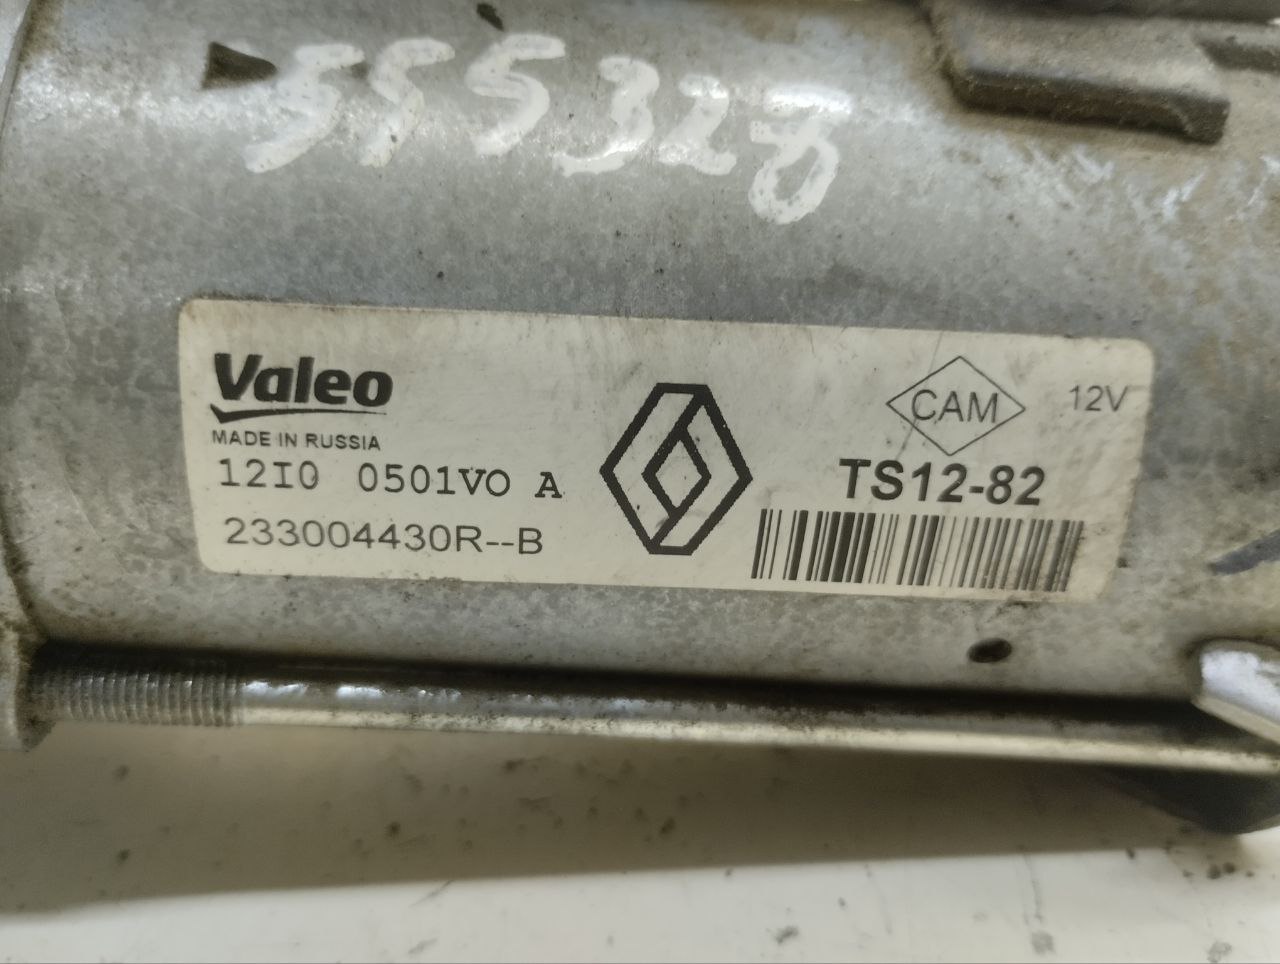 555328
Valeo
MADE IN RUSSIA
12I0 0501VO A
233004430R--B
CAM
12V
TS12-82